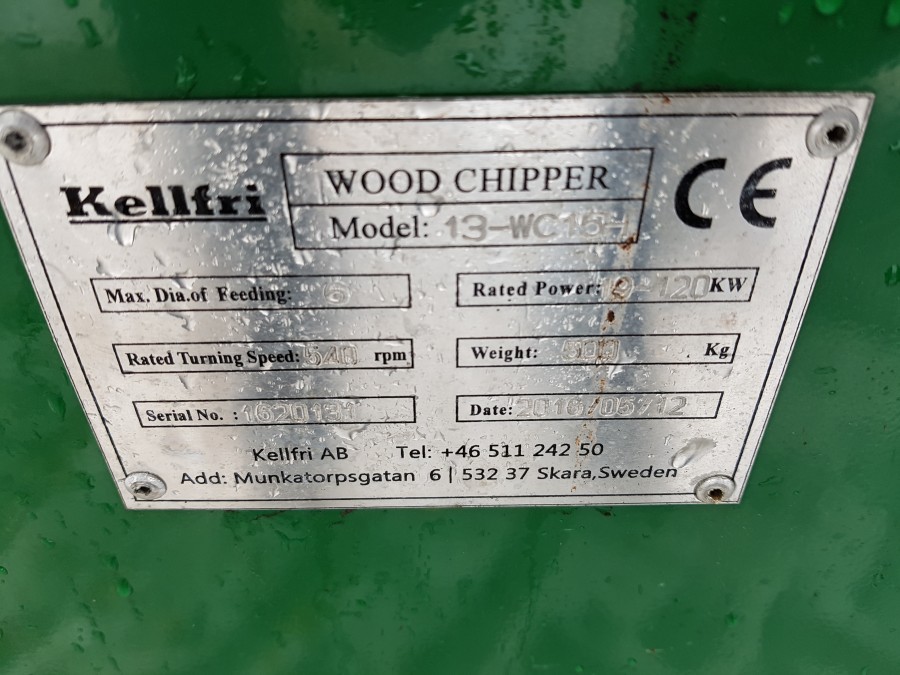 Kellfri
WOOD CHIPPER
CE
Model: 13-WC15H
Max. Dia.of Feeding: 6
Rated Power: KW
Rated Turning Speed: 540 rpm
Weight: Kg
Serial No. :
Date: 2016/05/12
Kellfri AB Tel: +46 511 242 50
Add: Munkatorpsgatan 6 | 532 37 Skara,Sweden